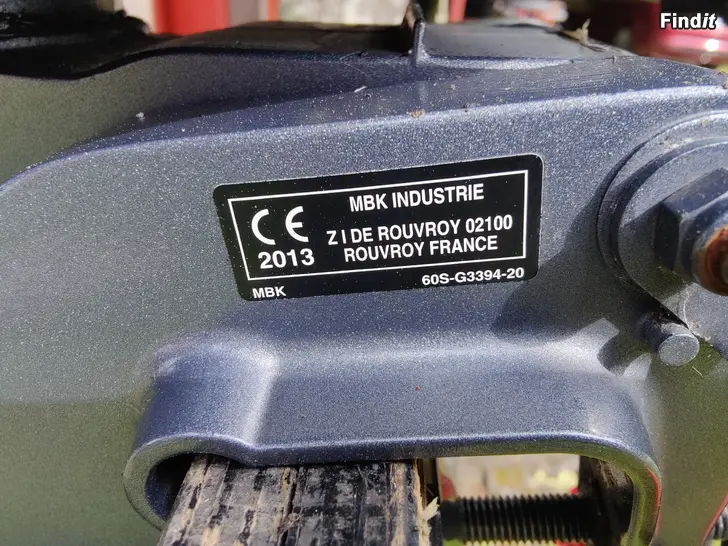 Findit
MBK INDUSTRIE
CE
2013
Z I DE ROUVROY 02100
ROUVROY FRANCE
MBK
60S-G3394-20